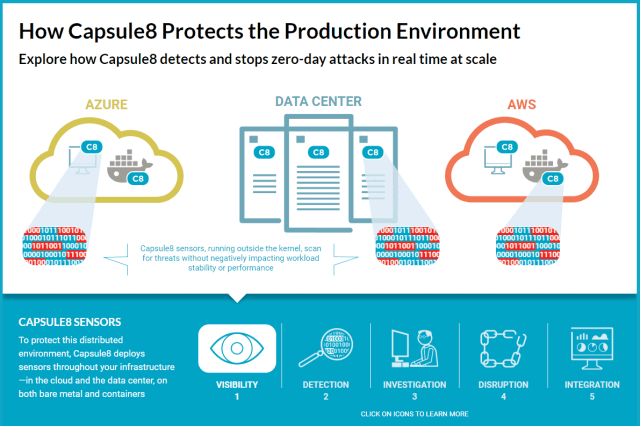 How Capsule8 Protects the Production Environment
Explore how Capsule8 detects and stops zero-day attacks in real time at scale
AZURE
DATA CENTER
AWS
C8
C8
C8
C8
C8
C8
C8
Capsule8 sensors, running outside the kernel, scan
for threats without negatively impacting workload
stability or performance
CAPSULE8 SENSORS
To protect this distributed
environment, Capsule8 deploys
sensors throughout your infrastructure
—in the cloud and the data center, on
both bare metal and containers
VISIBILITY
1
DETECTION
2
INVESTIGATION
3
DISRUPTION
4
INTEGRATION
5
CLICK ON ICONS TO LEARN MORE